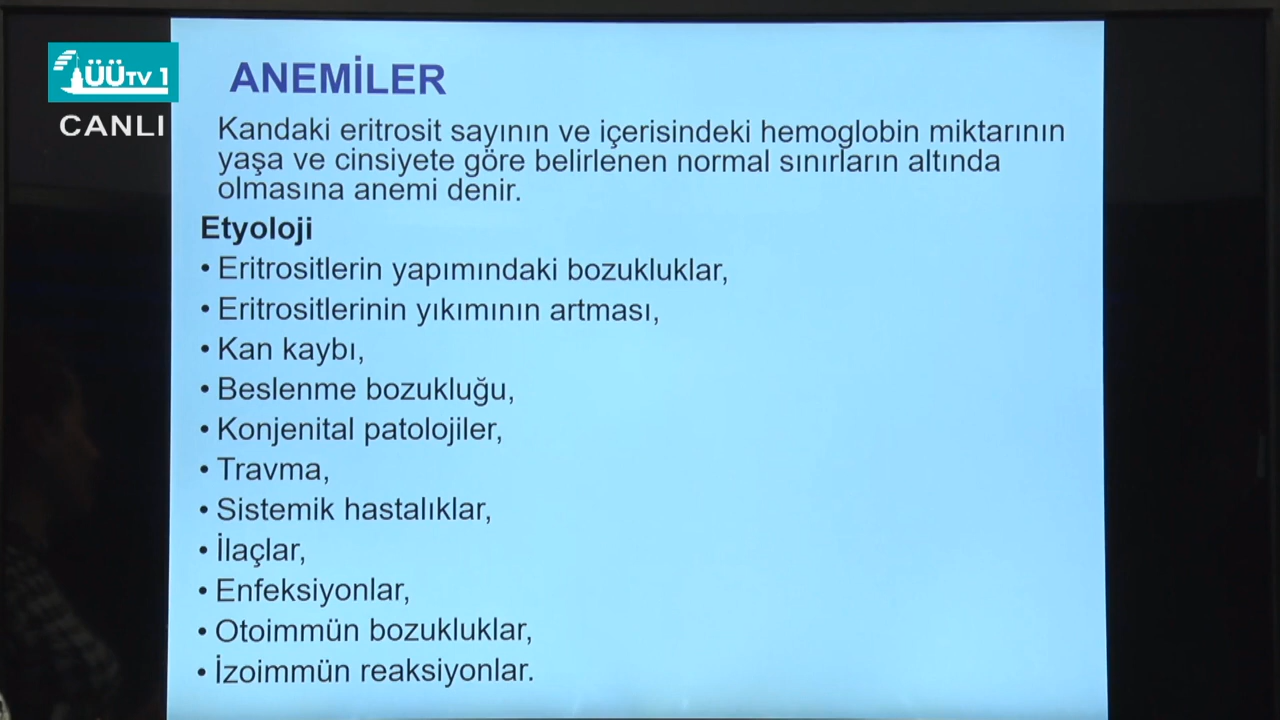 ÜÜTV 1
CANLI
ANEMİLER
Kandaki eritrosit sayının ve içerisindeki hemoglobin miktarının
yaşa ve cinsiyete göre belirlenen normal sınırların altında
olmasına anemi denir.
Etyoloji
• Eritrositlerin yapımındaki bozukluklar,
• Eritrositlerinin yıkımının artması,
• Kan kaybı,
• Beslenme bozukluğu,
• Konjenital patolojiler,
• Travma,
• Sistemik hastalıklar,
• İlaçlar,
• Enfeksiyonlar,
• Otoimmün bozukluklar,
• İzoimmün reaksiyonlar.